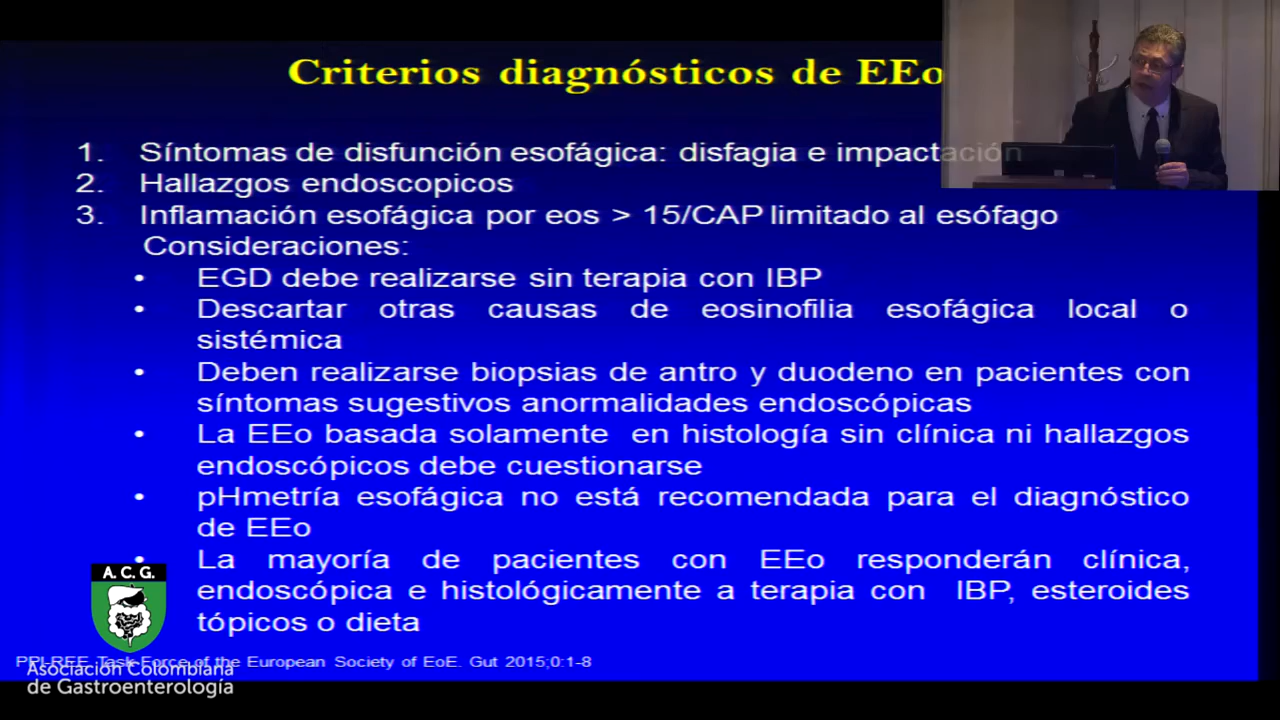 Criterios diagnósticos de EEo
1. Síntomas de disfunción esofágica: disfagia e impactación
2. Hallazgos endoscopicos
3. Inflamación esofágica por eos > 15/CAP limitado al esófago
Consideraciones:
• EGD debe realizarse sin terapia con IBP
• Descartar otras causas de eosinofilia esofágica local o
sistémica
• Deben realizarse biopsias de antro y duodeno en pacientes con
síntomas sugestivos anormalidades endoscópicas
• La EEo basada solamente en histología sin clínica ni hallazgos
endoscópicos debe cuestionarse
• pHmetría esofágica no está recomendada para el diagnóstico
de EEo
• La mayoría de pacientes con EEo responderán clínica,
endoscópica e histológicamente a terapia con IBP, esteroides
tópicos o dieta
A. C. G.
PPI-REE Task Force of the European Society of EoE. Gut 2015;0:1-8
Asociación Colombiana
de Gastroenterología